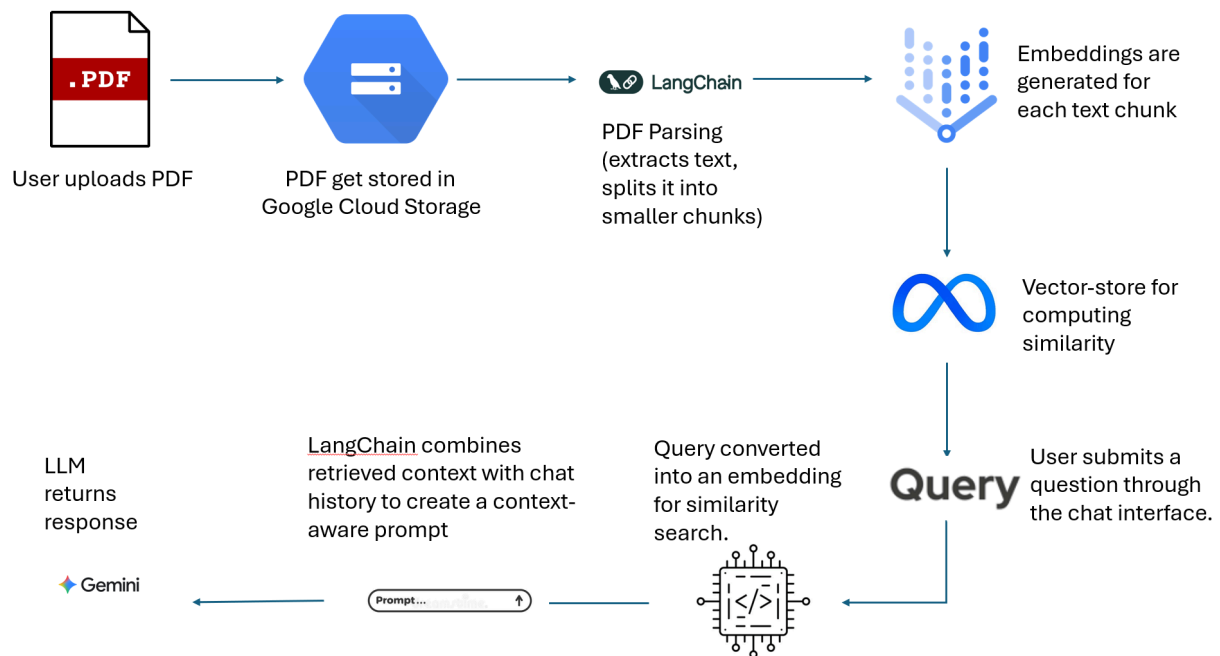 .PDF
User uploads PDF
PDF get stored in
Google Cloud Storage
LangChain
PDF Parsing
(extracts text,
splits it into
smaller chunks)
Embeddings are
generated for
each text chunk
Vector-store for
computing
similarity
Query
User submits a
question through
the chat interface.
Query converted
into an embedding
for similarity
search.
</>
LangChain combines
retrieved context with chat
history to create a context-
aware prompt
Prompt...
LLM
returns
response
Gemini